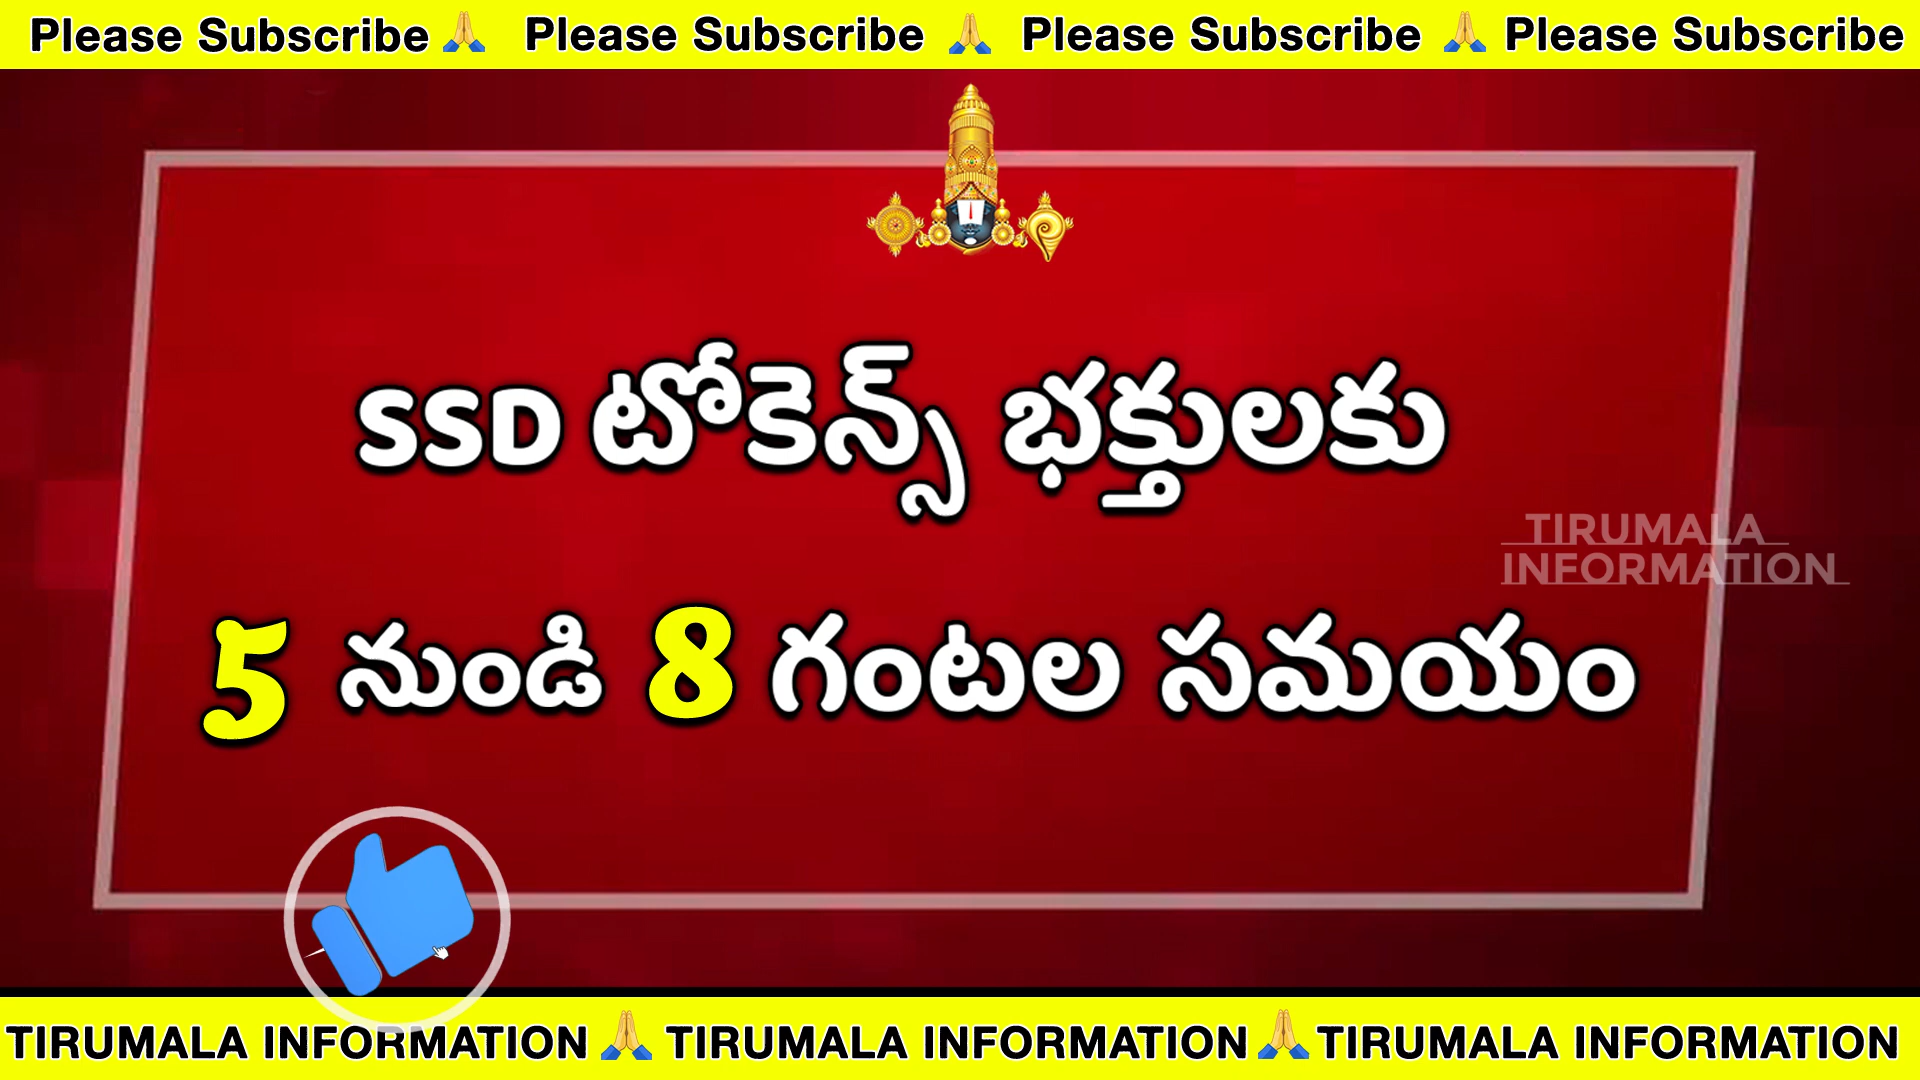 Please Subscribe🙏 Please Subscribe 🙏 Please Subscribe 🙏 Please Subscribe
SSD టోకెన్స్ భక్తులకు
TIRUMALA
INFORMATION
5 నుండి 8 గంటల సమయం
TIRUMALA INFORMATION🙏 TIRUMALA INFORMATION🙏TIRUMALA INFORMATION